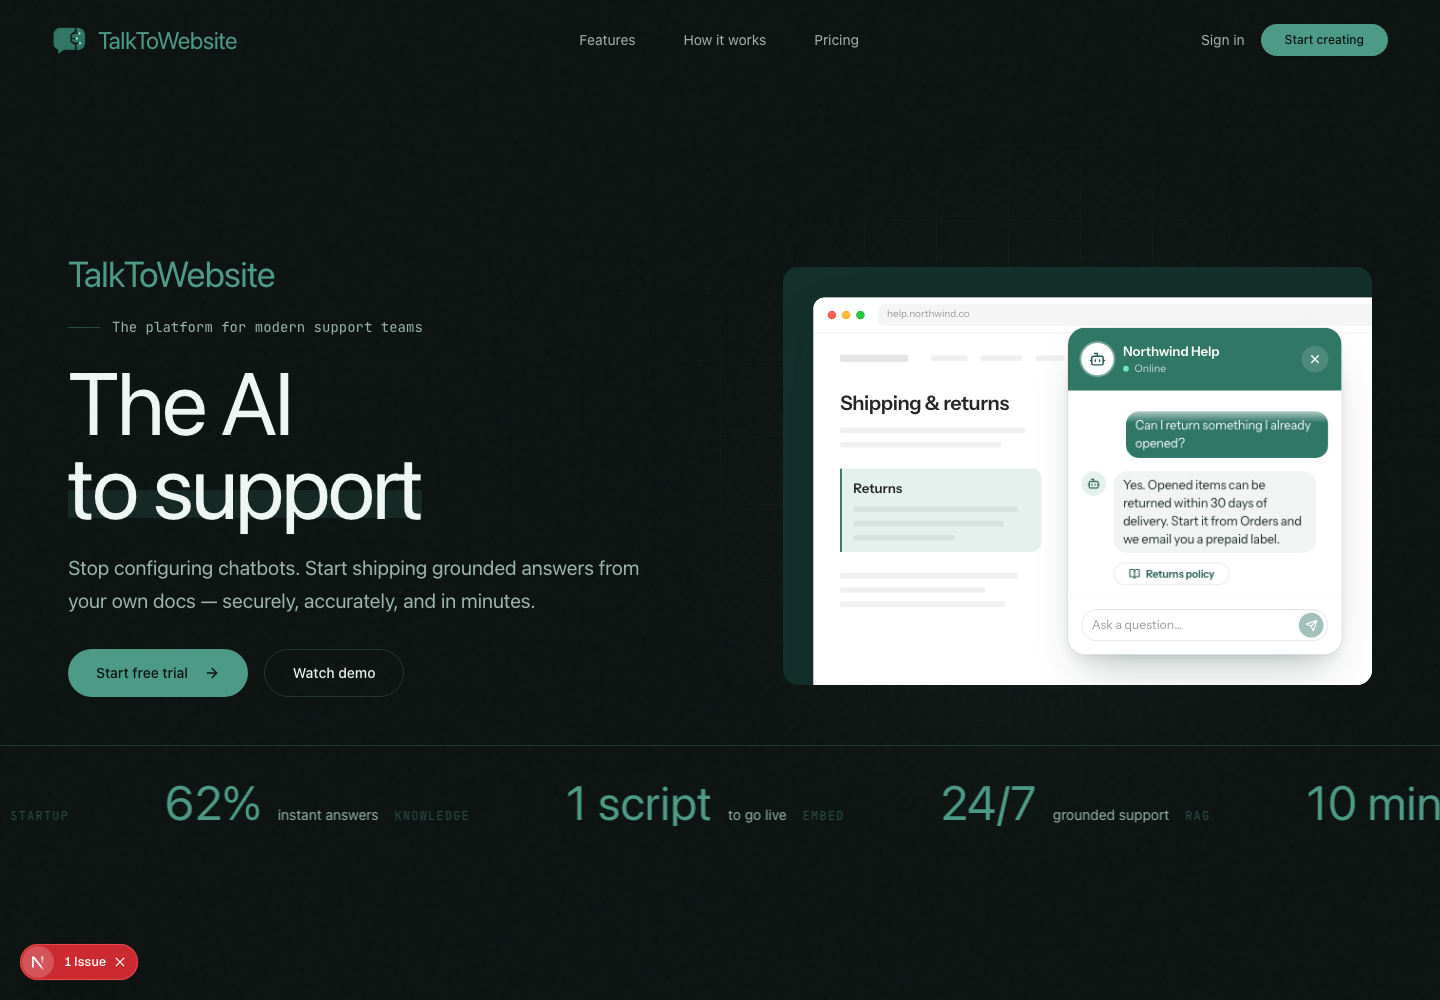 TalkToWebsite
Features
How it works
Pricing
Sign in
Start creating
TalkToWebsite
The platform for modern support teams
The AI
to support
Stop configuring chatbots. Start shipping grounded answers from
your own docs — securely, accurately, and in minutes.
Start free trial
Watch demo
help.northwind.co
Shipping & returns
Returns
Northwind Help
Online
Can I return something I already
opened?
Yes. Opened items can be
returned within 30 days of
delivery. Start it from Orders and
we email you a prepaid label.
Returns policy
Ask a question...
STARTUP
62% instant answers KNOWLEDGE
1 script to go live EMBED
24/7 grounded support RAG
10 min
N 1 Issue